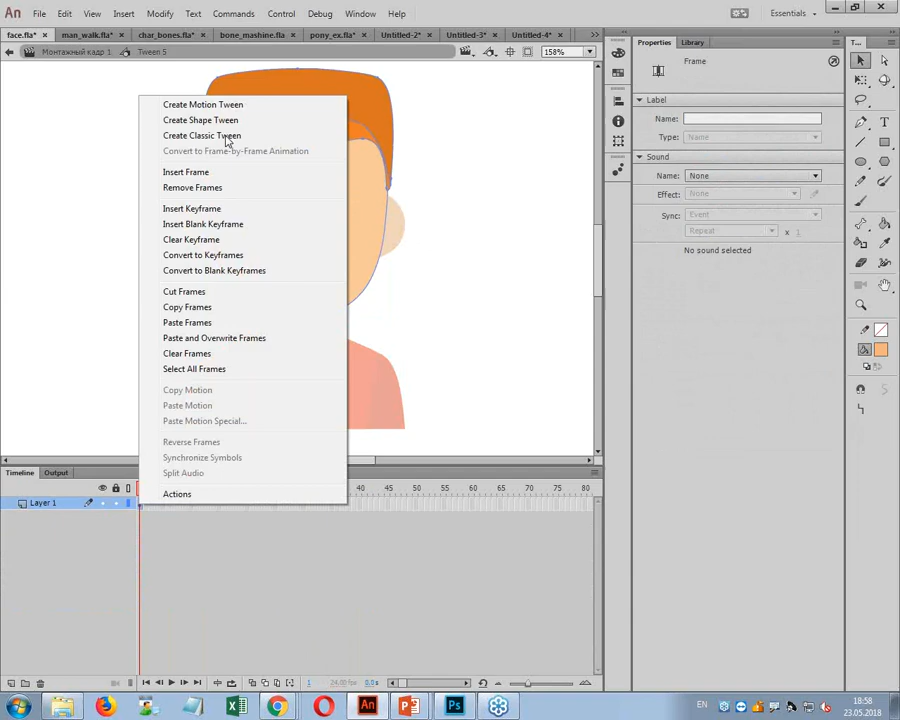 An File Edit View Insert Modify Text Commands Control Debug Window Help Essentials
face.fla* × man_walk.fla* × char_bones.fla* × bone_mashine.fla × pony_ex.fla* × Untitled-2* × Untitled-3* × Untitled-4* ×
Монтажный кадр 1 Tween 5 158%
Properties Library T...
Frame
Label
Name:
Type: Name
Sound
Name: None
Effect: None
Sync: Event
Repeat x 1
No sound selected
Create Motion Tween
Create Shape Tween
Create Classic Tween
Convert to Frame-by-Frame Animation
Insert Frame
Remove Frames
Insert Keyframe
Insert Blank Keyframe
Clear Keyframe
Convert to Keyframes
Convert to Blank Keyframes
Cut Frames
Copy Frames
Paste Frames
Paste and Overwrite Frames
Clear Frames
Select All Frames
Copy Motion
Paste Motion
Paste Motion Special...
Reverse Frames
Synchronize Symbols
Split Audio
Actions
Timeline Output
40 45 50 55 60 65 70 75 80
Layer 1
1 24.00 fps 0.0s
EN 18:58
23.05.2018